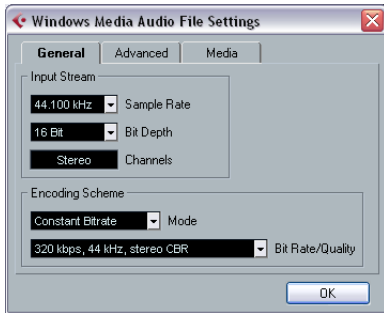 Windows Media Audio File Settings
General Advanced Media
Input Stream
44.100 kHz Sample Rate
16 Bit Bit Depth
Stereo Channels
Encoding Scheme
Constant Bitrate Mode
320 kbps, 44 kHz, stereo CBR Bit Rate/Quality
OK